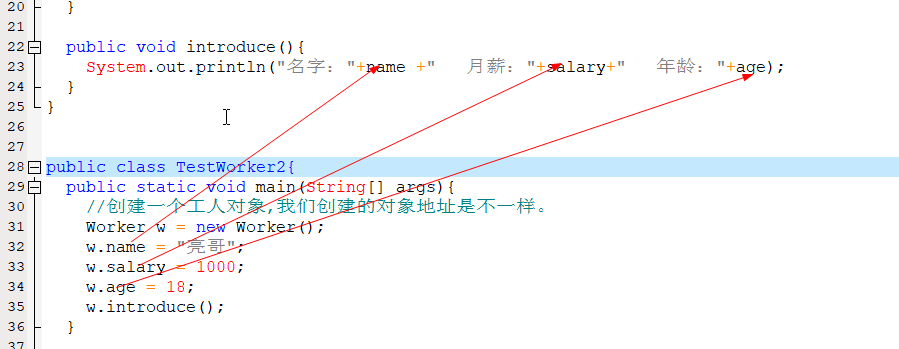 20 }
21
22 public void introduce(){
23 System.out.println("名字："+name +"   月薪："+salary+"   年龄："+age);
24 }
25 }
26
27
28 public class TestWorker2{
29 public static void main(String[] args){
30 //创建一个工人对象,我们创建的对象地址是不一样。
31 Worker w = new Worker();
32 w.name = "亮哥";
33 w.salary = 1000;
34 w.age = 18;
35 w.introduce();
36 }
37